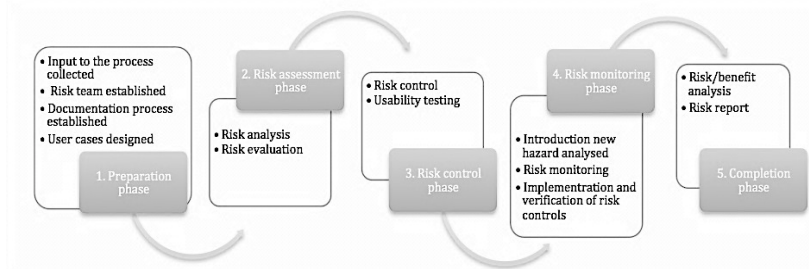 • Input to the process
collected
• Risk team established
• Documentation process
established
• User cases designed
1. Preparation
phase
2. Risk assessment
phase
• Risk analysis
• Risk evaluation
• Risk control
• Usability testing
3. Risk control
phase
4. Risk monitoring
phase
• Introduction new
hazard analysed
• Risk monitoring
• Implementration and
verification of risk
controls
• Risk/benefit
analysis
• Risk report
5. Completion
phase